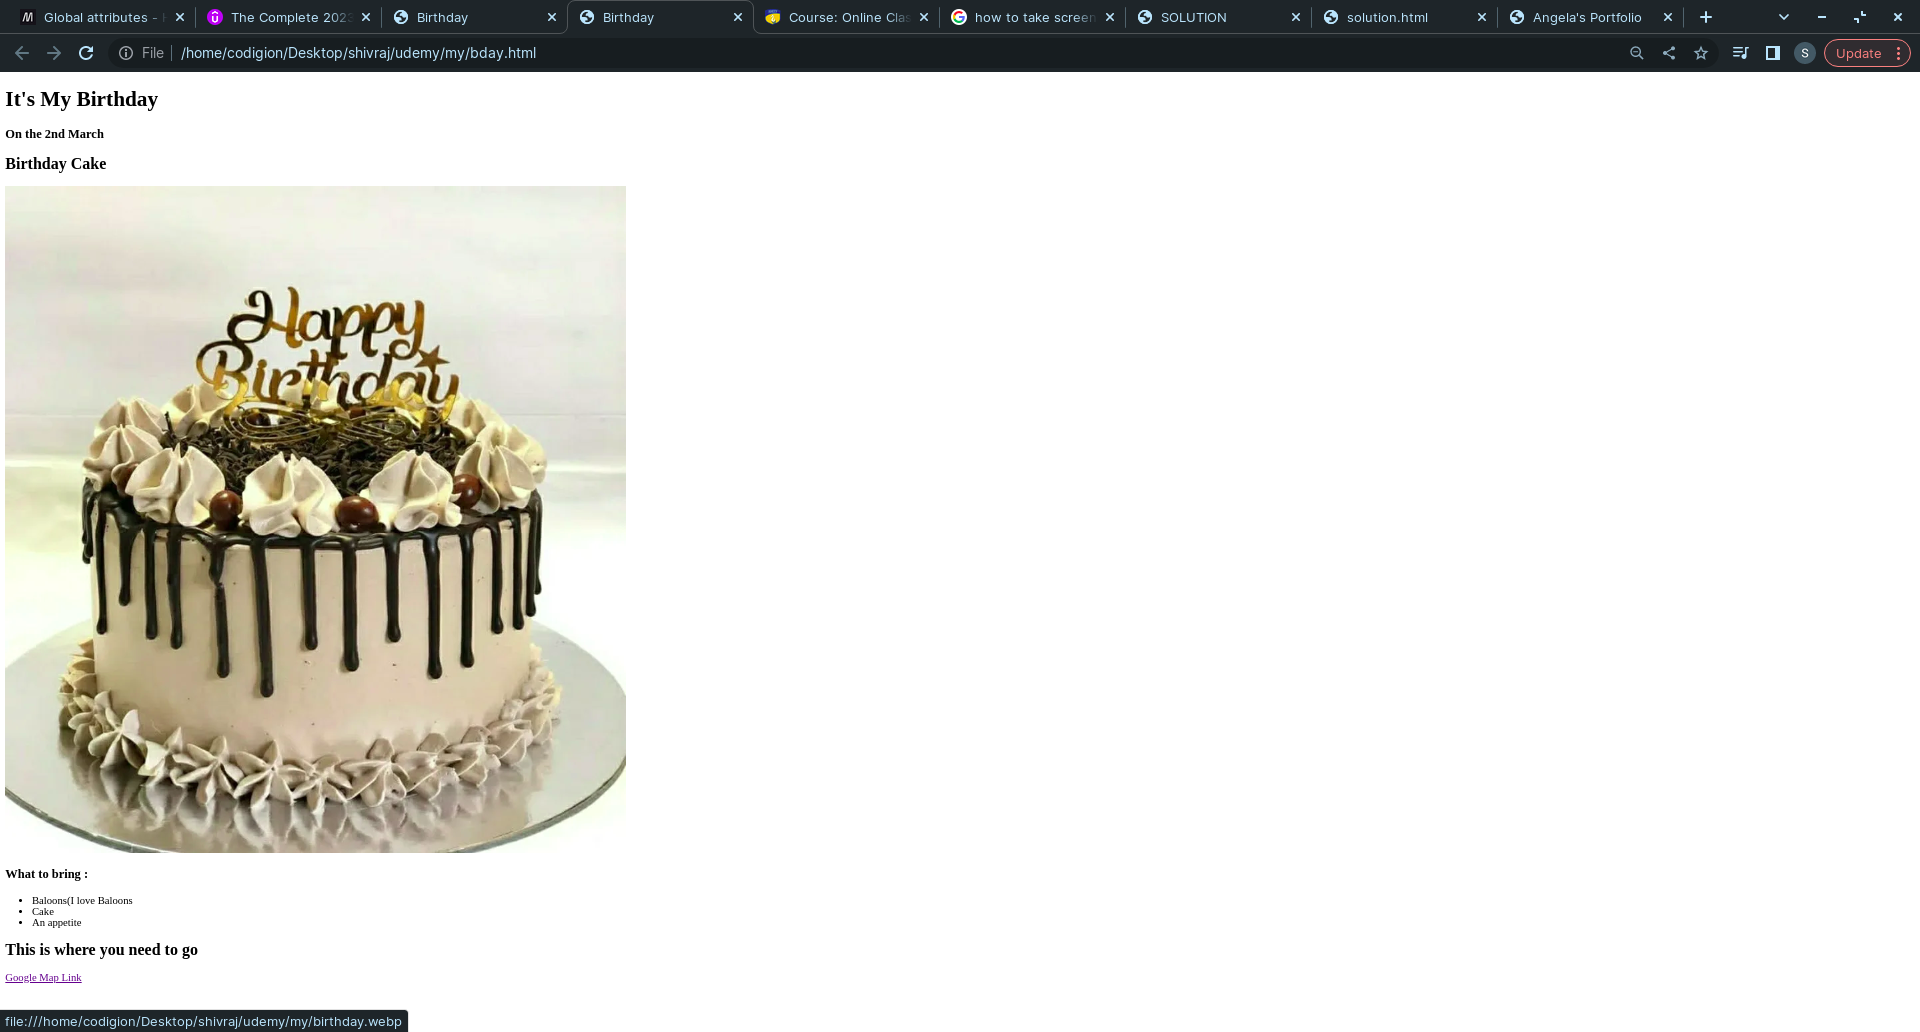 Global attributes -
The Complete 2023
Birthday
Birthday
Course: Online Clas
how to take screen
SOLUTION
solution.html
Angela's Portfolio
File
/home/codigion/Desktop/shivraj/udemy/my/bday.html
S
Update
It's My Birthday
On the 2nd March
Birthday Cake
Happy
Birthday
What to bring :
Baloons(I love Baloons
Cake
An appetite
This is where you need to go
Google Map Link
file:///home/codigion/Desktop/shivraj/udemy/my/birthday.webp